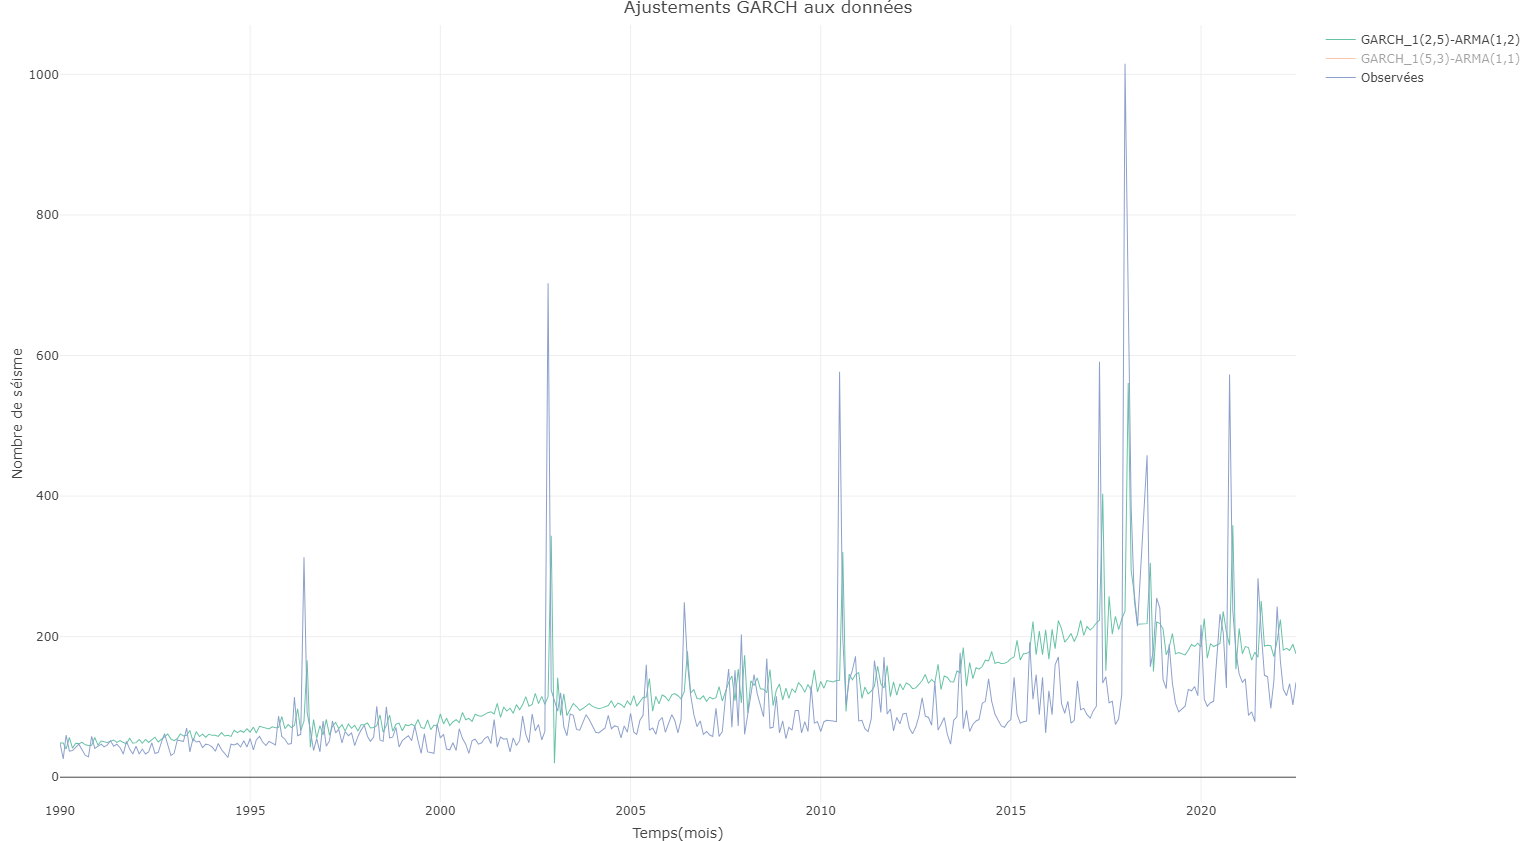 Ajustements GARCH aux données
GARCH_1(2,5)-ARMA(1,2)
GARCH_1(5,3)-ARMA(1,1)
Observées
1000
800
600
400
200
0
Nombre de séisme
1990 1995 2000 2005 2010 2015 2020
Temps(mois)